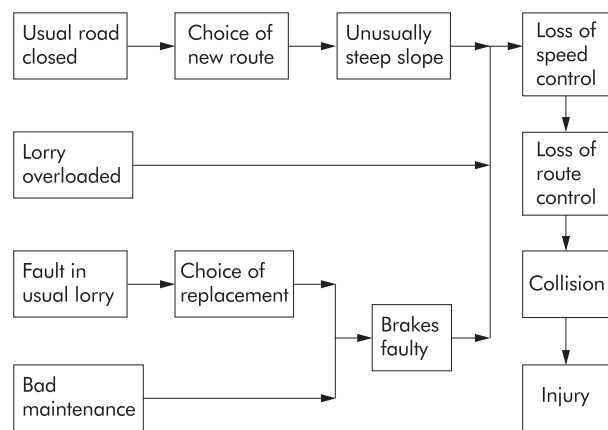 Usual road
closed
Choice of
new route
Unusually
steep slope
Loss of
speed
control
Lorry
overloaded
Loss of
route
control
Fault in
usual lorry
Choice of
replacement
Brakes
faulty
Collision
Bad
maintenance
Injury